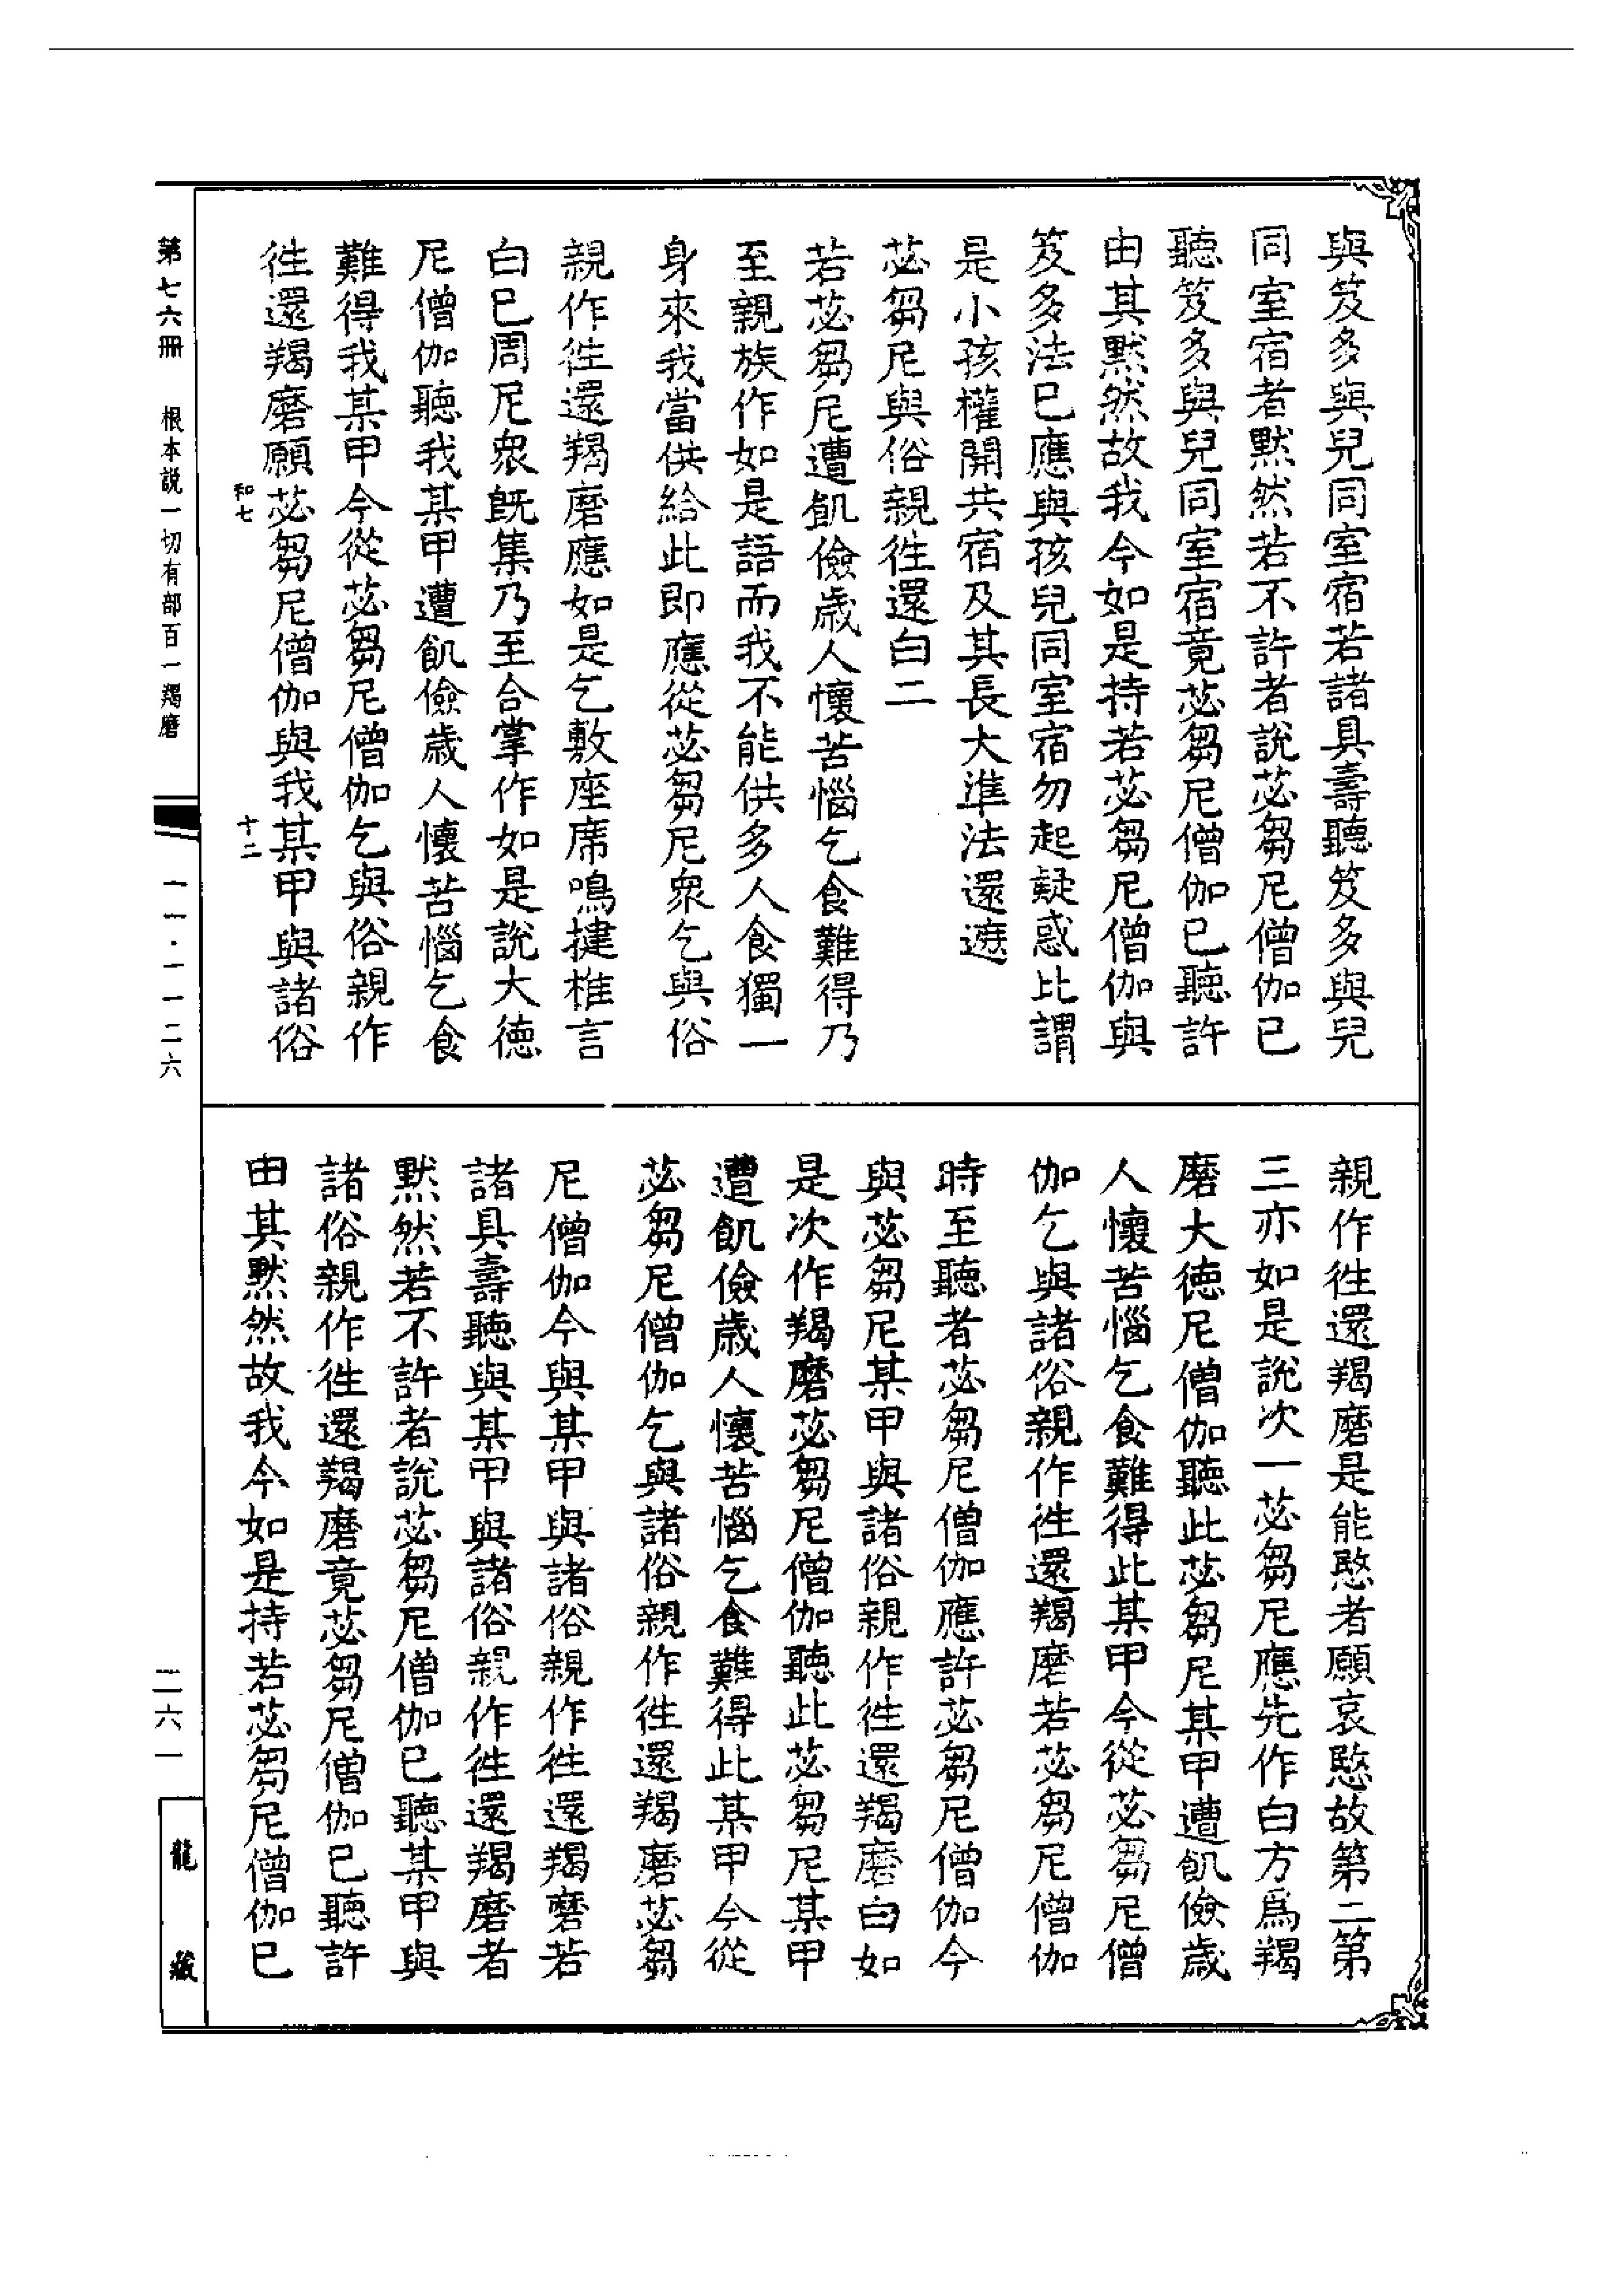 與笈多與兒同室宿若諸具壽聽笈多與兒
同室宿者默然若不許者說苾芻尼僧伽已
聽笈多與兒同室宿竟苾芻尼僧伽已聽許
由其默然故我今如是持若苾芻尼僧伽與
笈多法已應與孩兒同室宿勿起疑惑比謂
是小孩權開共宿及其長大準法還遮
苾芻尼與俗親徃還白二
若苾芻尼遭飢儉歲人懷苦惱乞食難得乃
至親族作如是語而我不能供多人食獨一
身來我當供給此即應從苾芻尼衆乞與俗
親作徃還羯磨應如是乞敷座席鳴揵椎言
白已周尼衆旣集乃至合掌作如是說大德
尼僧伽聽我某甲遭飢儉歲人懷苦惱乞食
難得我某甲今從苾芻尼僧伽乞與俗親作
徃還羯磨願苾芻尼僧伽與我某甲與諸俗
和七 十二
親作徃還羯磨是能愍者願哀愍故第二第
三亦如是說次一苾芻尼應先作白方爲羯
磨大德尼僧伽聽此苾芻尼某甲遭飢儉歲
人懷苦惱乞食難得此某甲今從苾芻尼僧
伽乞與諸俗親作徃還羯磨若苾芻尼僧伽
時至聽者苾芻尼僧伽應許苾芻尼僧伽今
與苾芻尼某甲與諸俗親作徃還羯磨白如
是次作羯磨苾芻尼僧伽聽此苾芻尼某甲
遭飢儉歲人懷苦惱乞食難得此某甲今從
苾芻尼僧伽乞與諸俗親作徃還羯磨苾芻
尼僧伽今與某甲與諸俗親作徃還羯磨若
諸具壽聽與某甲與諸俗親作徃還羯磨者
默然若不許者說苾芻尼僧伽已聽某甲與
諸俗親作徃還羯磨竟苾芻尼僧伽已聽許
由其默然故我今如是持若苾芻尼僧伽已
第七六冊 根本説一切有部百一羯磨
一一·一一二六
二六一
龍藏